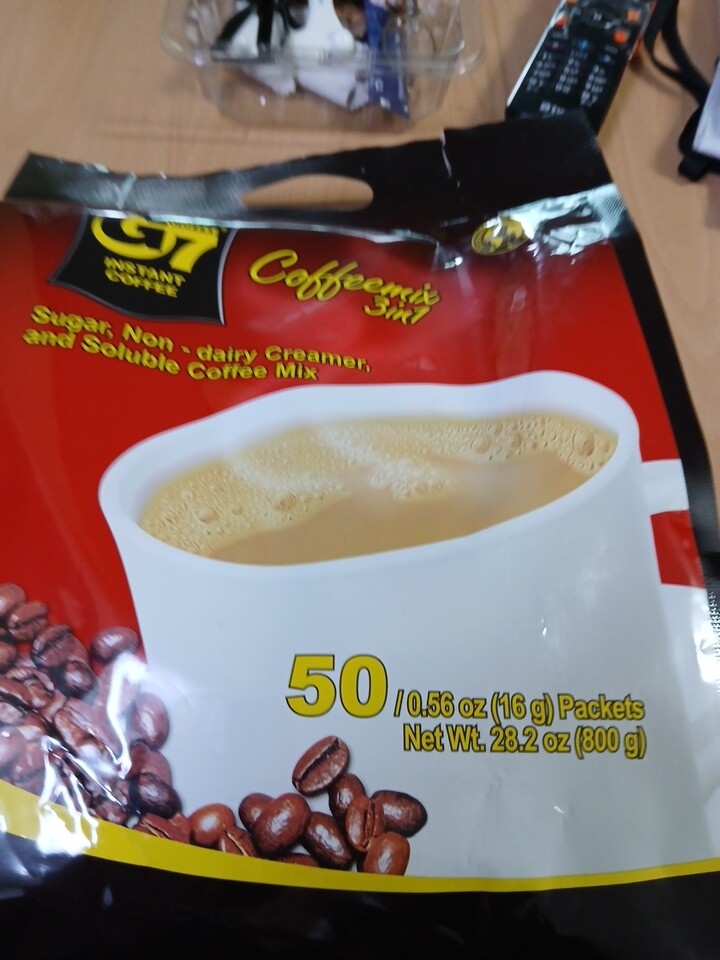 G7
INSTANT
COFFEE
Coffeemix
3in1
Sugar, Non - dairy Creamer,
and Soluble Coffee Mix
50 / 0.56 oz (16 g) Packets
Net Wt. 28.2 oz (800 g)